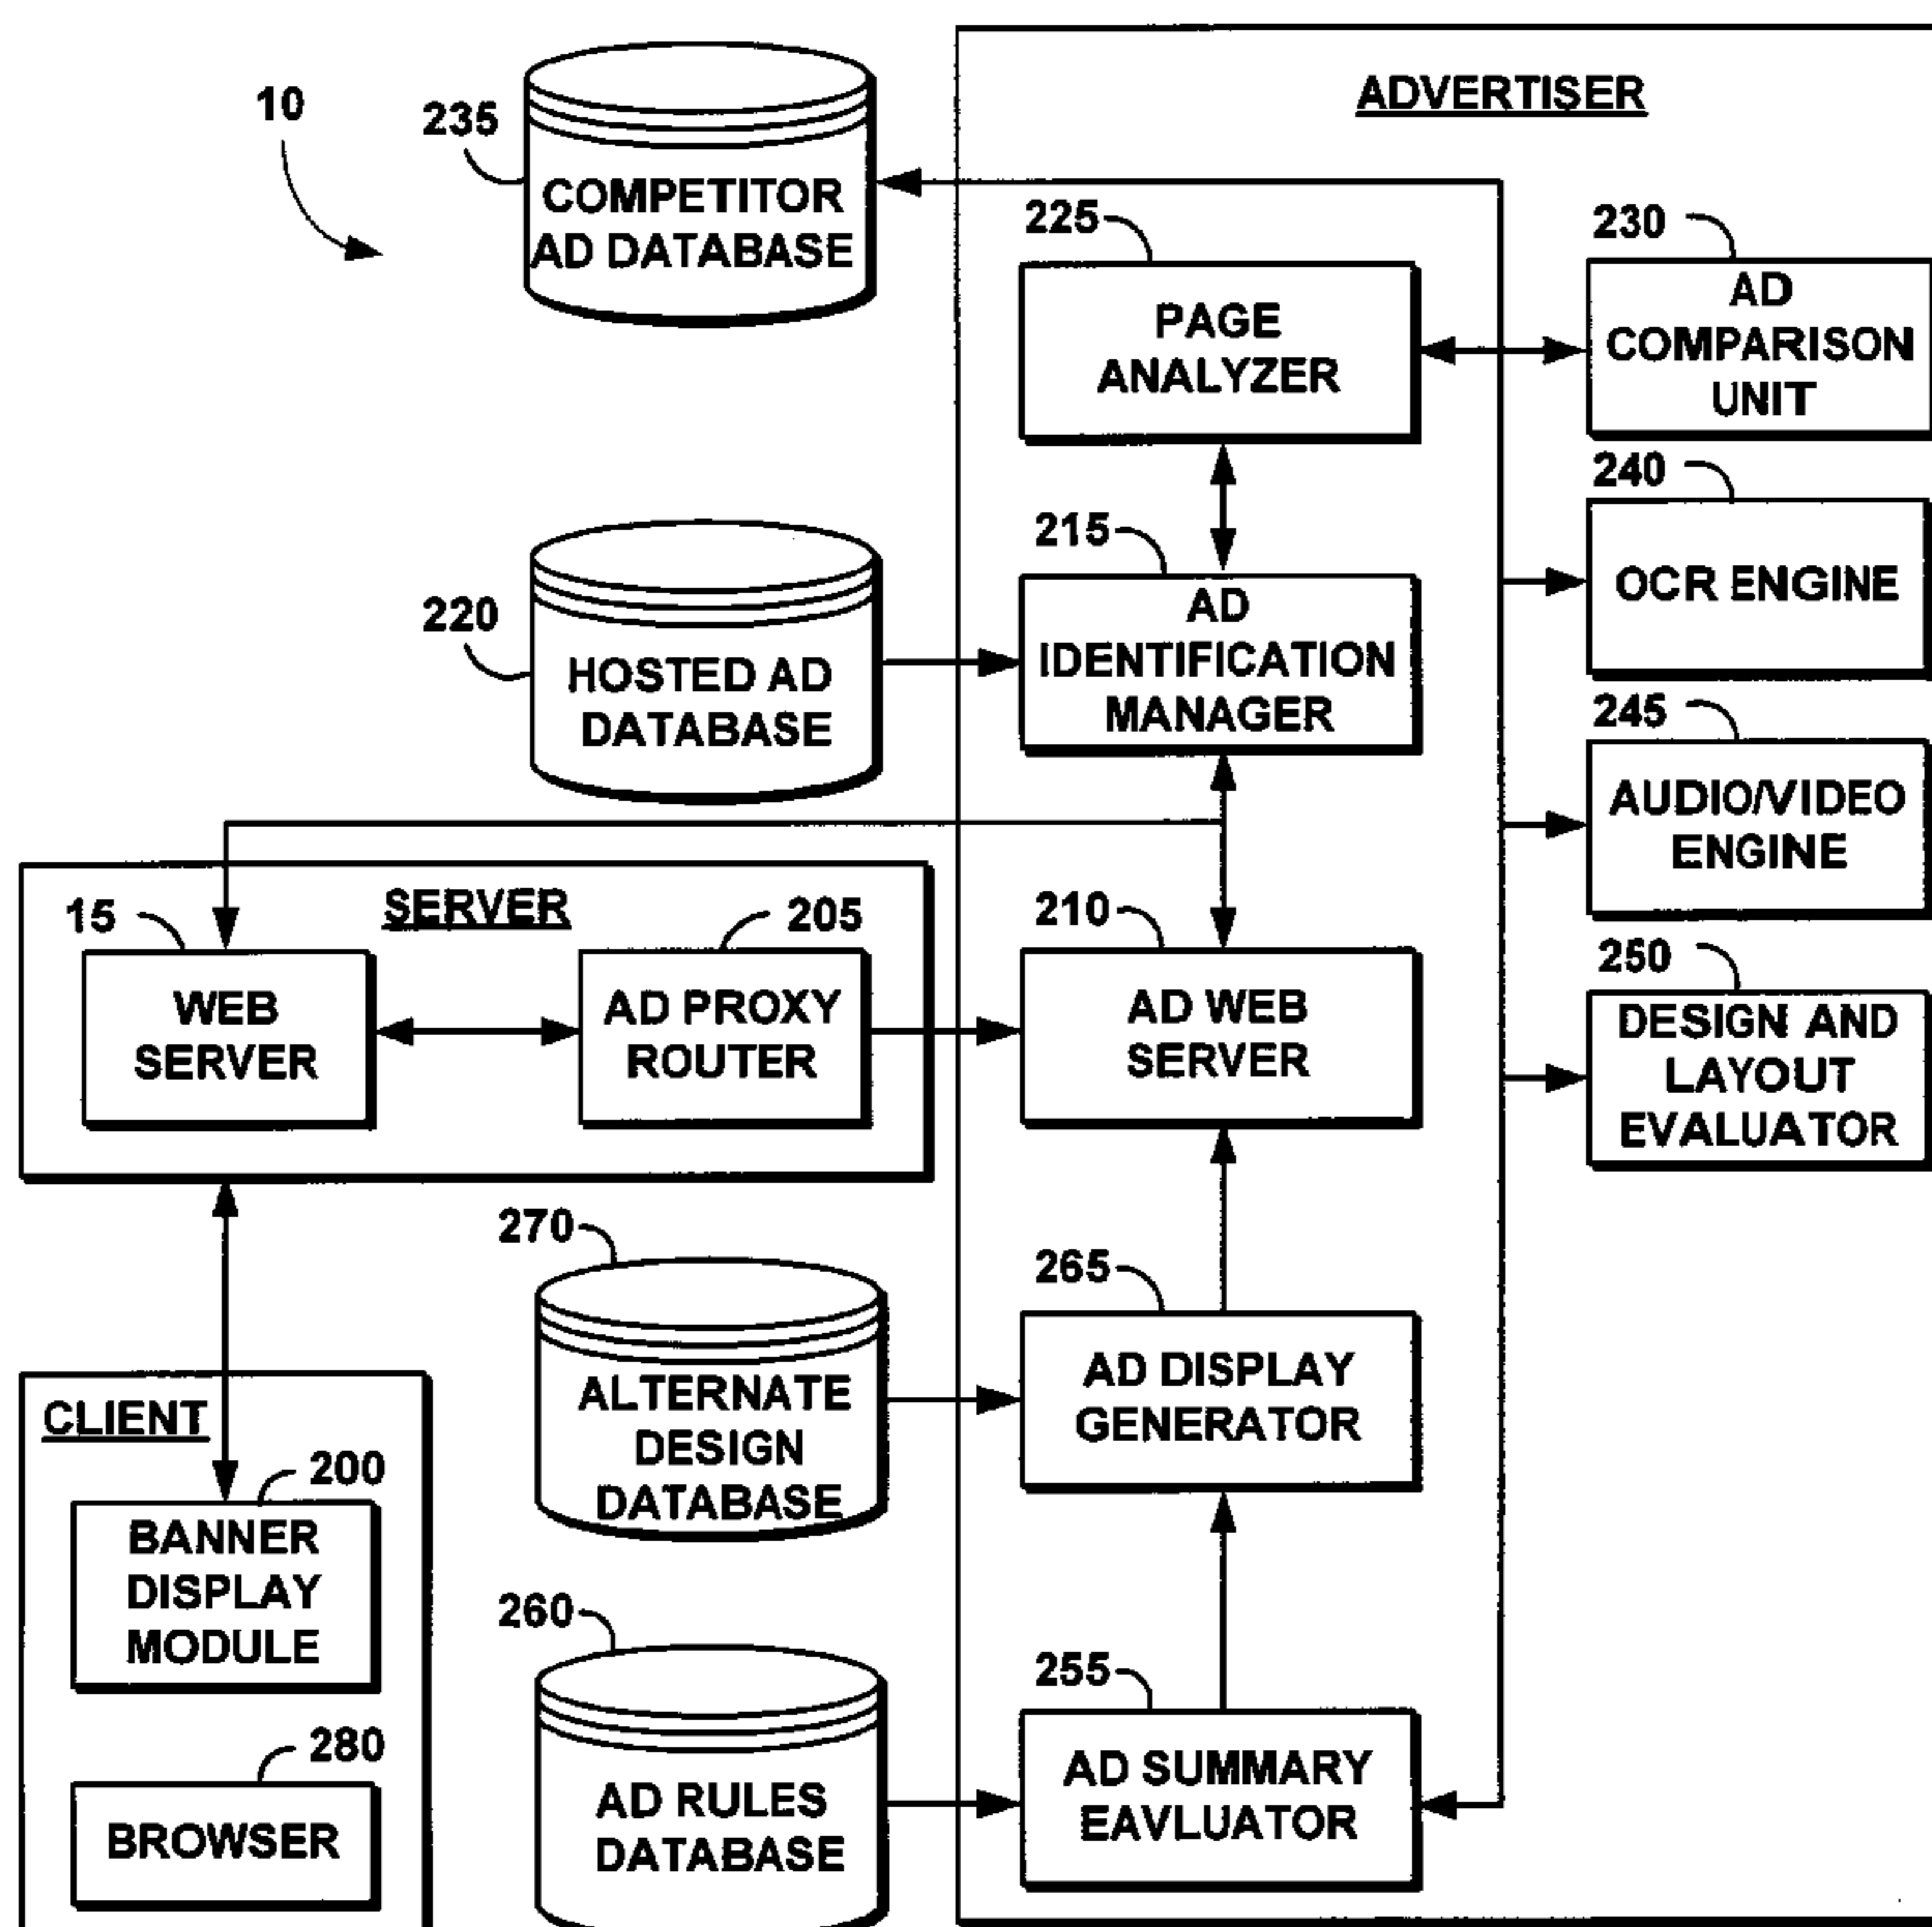 10
235
COMPETITOR
AD DATABASE
ADVERTISER
225
PAGE
ANALYZER
230
AD
COMPARISON
UNIT
220
HOSTED AD
DATABASE
215
AD
IDENTIFICATION
MANAGER
240
OCR ENGINE
245
AUDIO/VIDEO
ENGINE
SERVER
15
WEB
SERVER
205
AD PROXY
ROUTER
210
AD WEB
SERVER
250
DESIGN AND
LAYOUT
EVALUATOR
270
ALTERNATE
DESIGN
DATABASE
265
AD DISPLAY
GENERATOR
CLIENT
200
BANNER
DISPLAY
MODULE
280
BROWSER
260
AD RULES
DATABASE
255
AD SUMMARY
EAVLUATOR